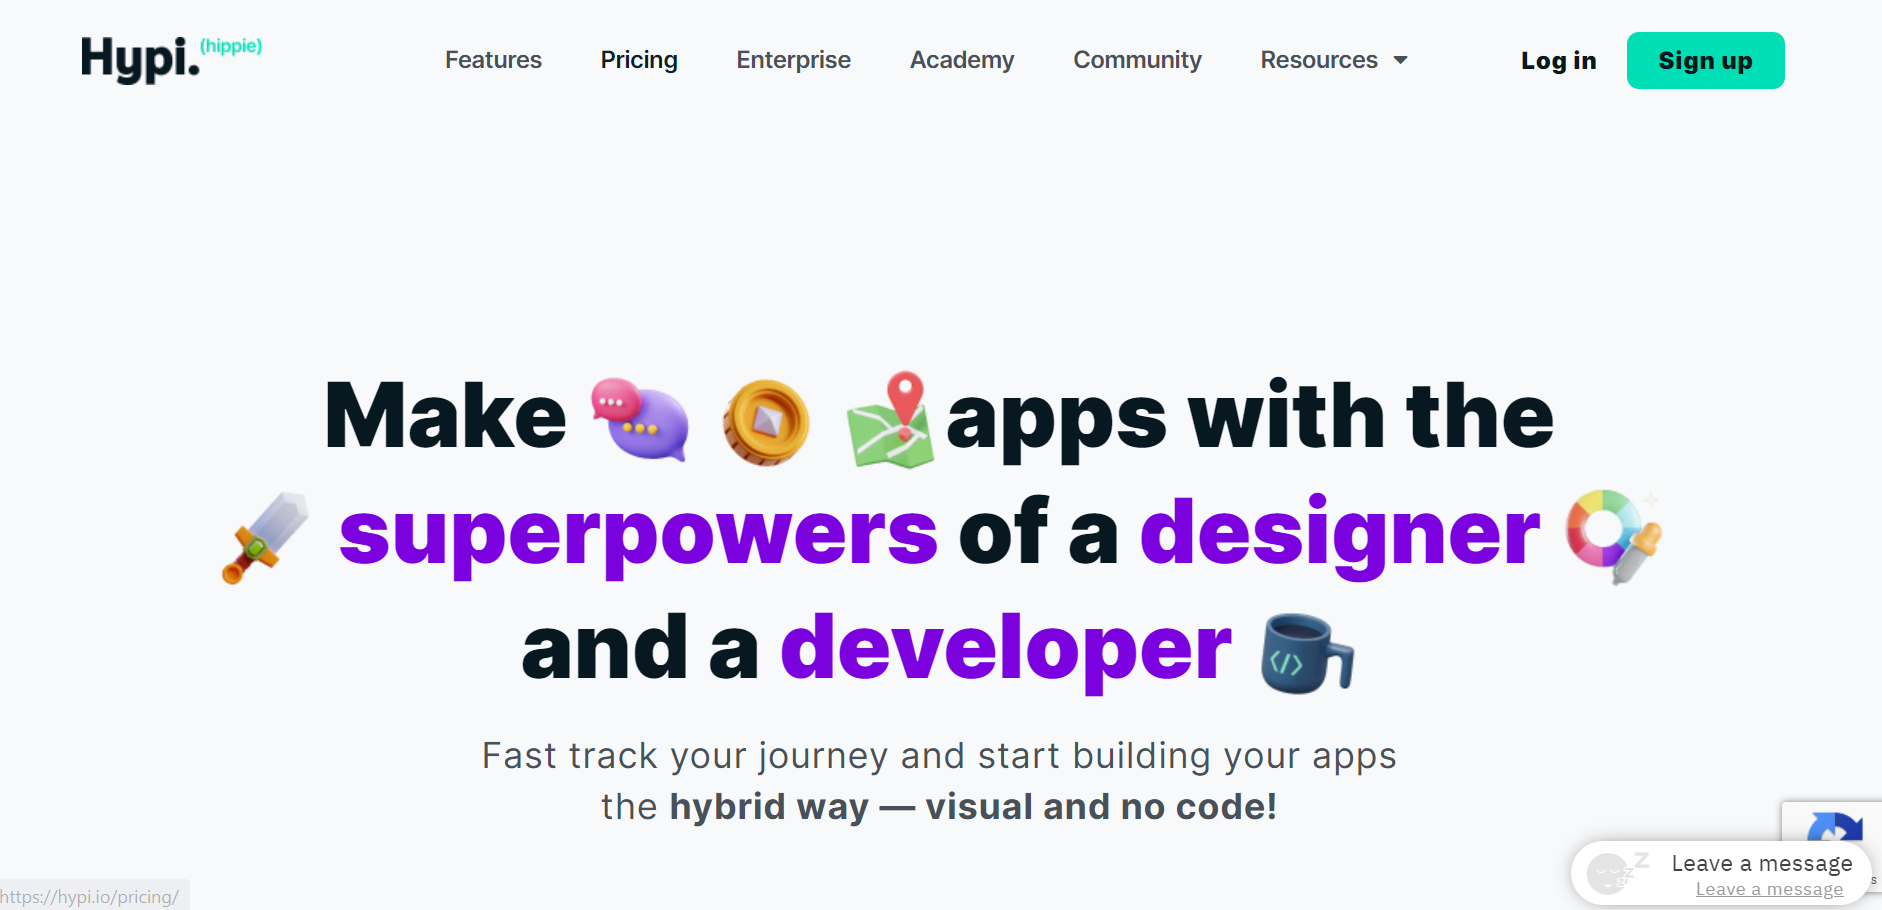 Hypi. (hippie)
Features Pricing Enterprise Academy Community Resources Log in Sign up
Make apps with the
superpowers of a designer
and a developer </>
Fast track your journey and start building your apps
the hybrid way — visual and no code!
Leave a message
Leave a message
https://hypi.io/pricing/